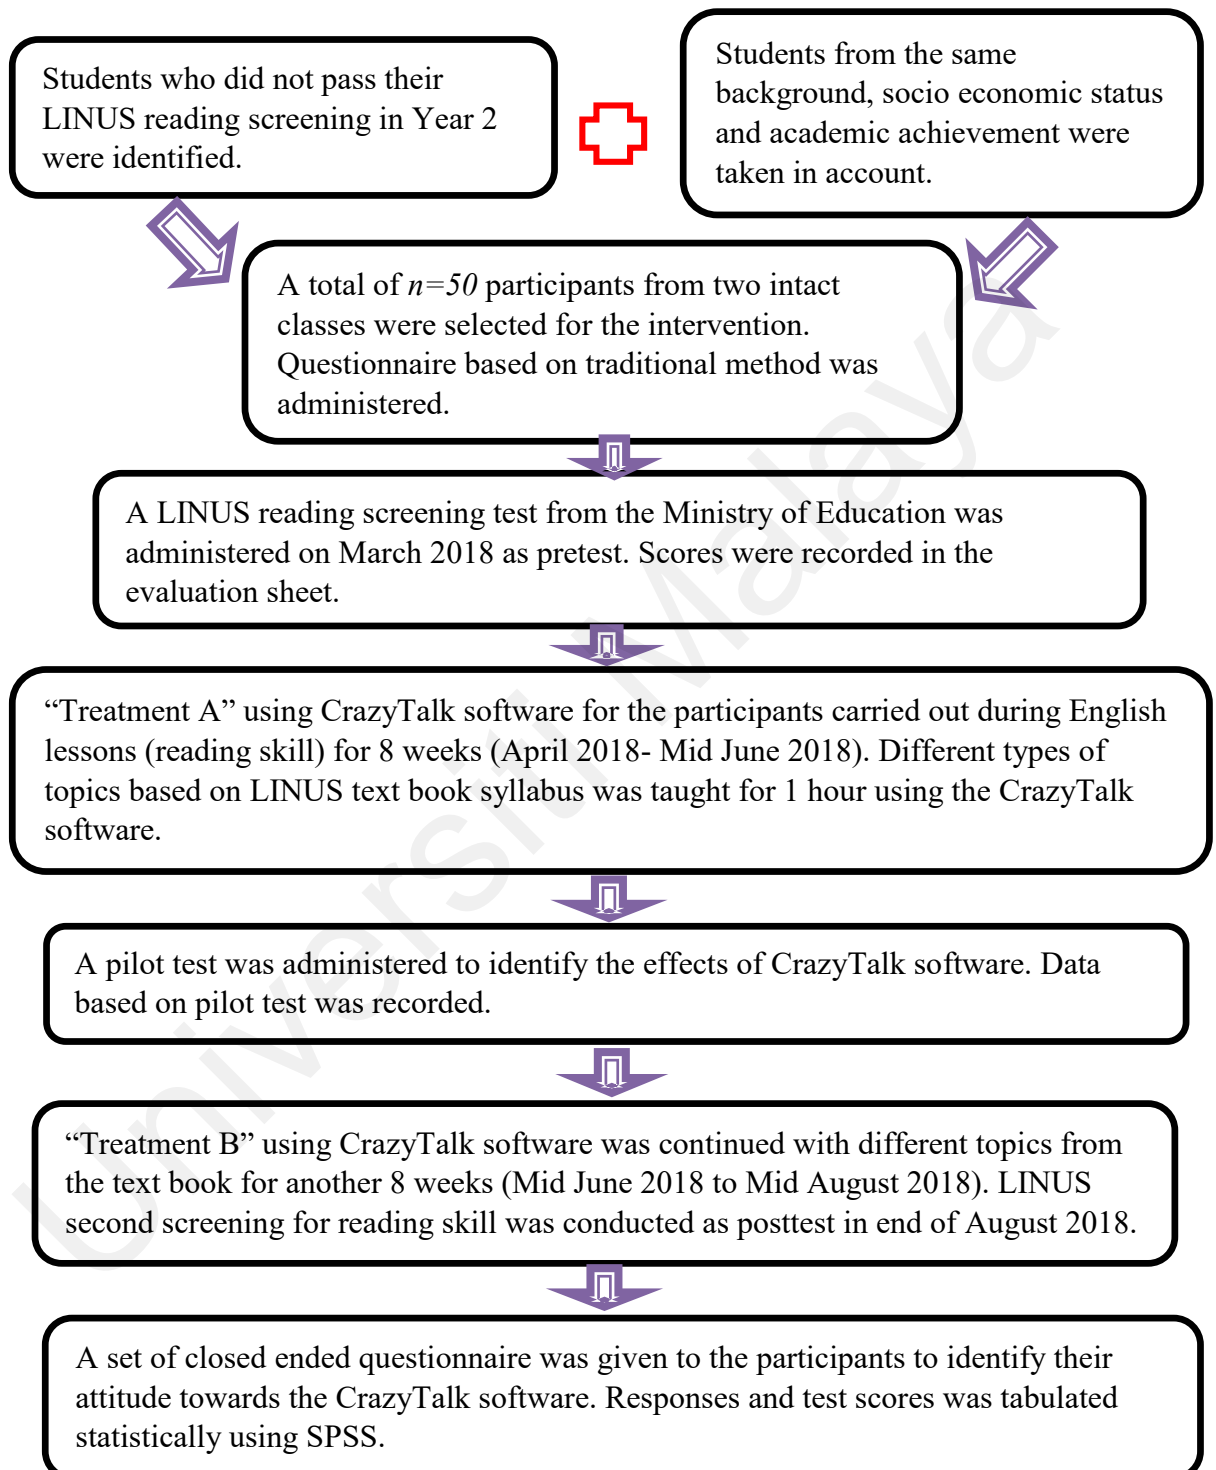 Students who did not pass their
LINUS reading screening in Year 2
were identified.
Students from the same
background, socio economic status
and academic achievement were
taken in account.
A total of n=50 participants from two intact
classes were selected for the intervention.
Questionnaire based on traditional method was
administered.
A LINUS reading screening test from the Ministry of Education was
administered on March 2018 as pretest. Scores were recorded in the
evaluation sheet.
“Treatment A” using CrazyTalk software for the participants carried out during English
lessons (reading skill) for 8 weeks (April 2018- Mid June 2018). Different types of
topics based on LINUS text book syllabus was taught for 1 hour using the CrazyTalk
software.
A pilot test was administered to identify the effects of CrazyTalk software. Data
based on pilot test was recorded.
“Treatment B” using CrazyTalk software was continued with different topics from
the text book for another 8 weeks (Mid June 2018 to Mid August 2018). LINUS
second screening for reading skill was conducted as posttest in end of August 2018.
A set of closed ended questionnaire was given to the participants to identify their
attitude towards the CrazyTalk software. Responses and test scores was tabulated
statistically using SPSS.
Universiti Malaya